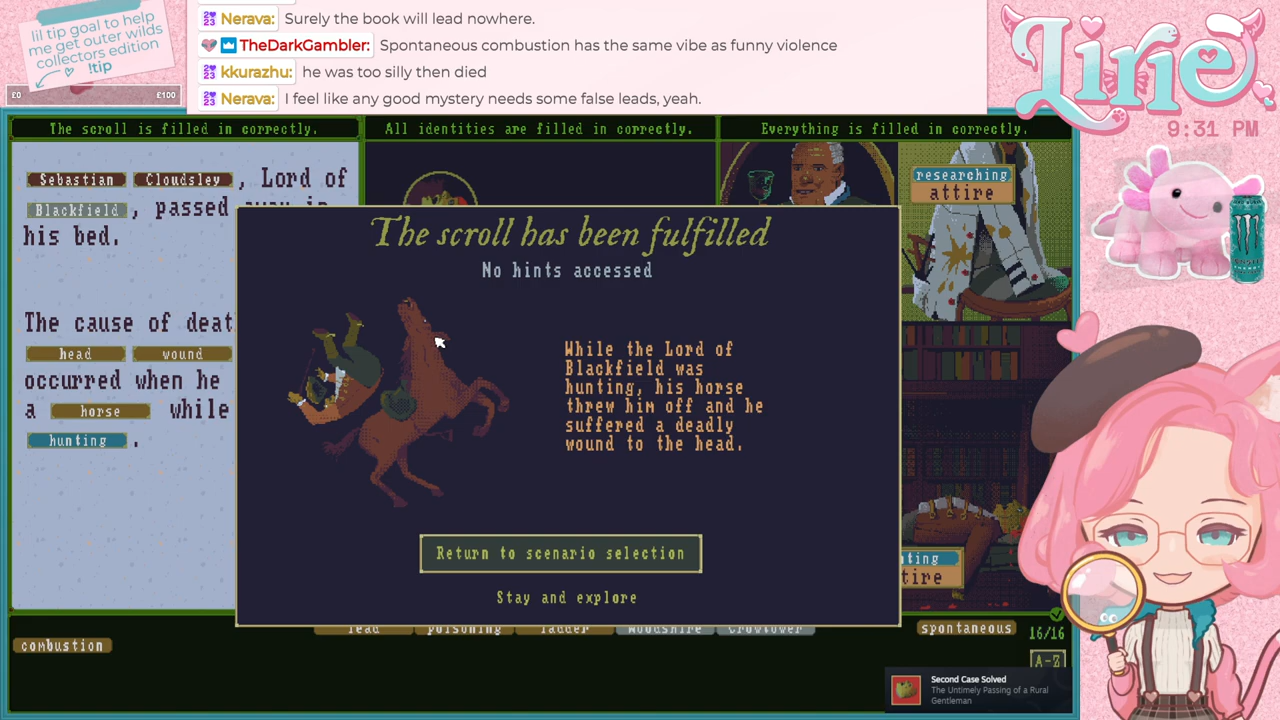 lil tip goal to help
me get outer wilds
collectors edition
!tip
£0 £100
Nerava: Surely the book will lead nowhere.
TheDarkGambler: Spontaneous combustion has the same vibe as funny violence
kkurazhu: he was too silly then died
Nerava: I feel like any good mystery needs some false leads, yeah.
Lirie
9:31 PM
The scroll is filled in correctly.
All identities are filled in correctly.
Everything is filled in correctly.
Sebastian Cloudsley, Lord of
Blackfield, passed away in
his bed.
The cause of deat
head wound
occurred when he
a horse while
hunting.
researching
attire
The scroll has been fulfilled
No hints accessed
While the Lord of
Blackfield was
hunting, his horse
threw him off and he
suffered a deadly
wound to the head.
Return to scenario selection
Stay and explore
ting
tire
lead poisoning ladder Woodshire Crowtower spontaneous
combustion
16/16
A-Z
Second Case Solved
The Untimely Passing of a Rural
Gentleman